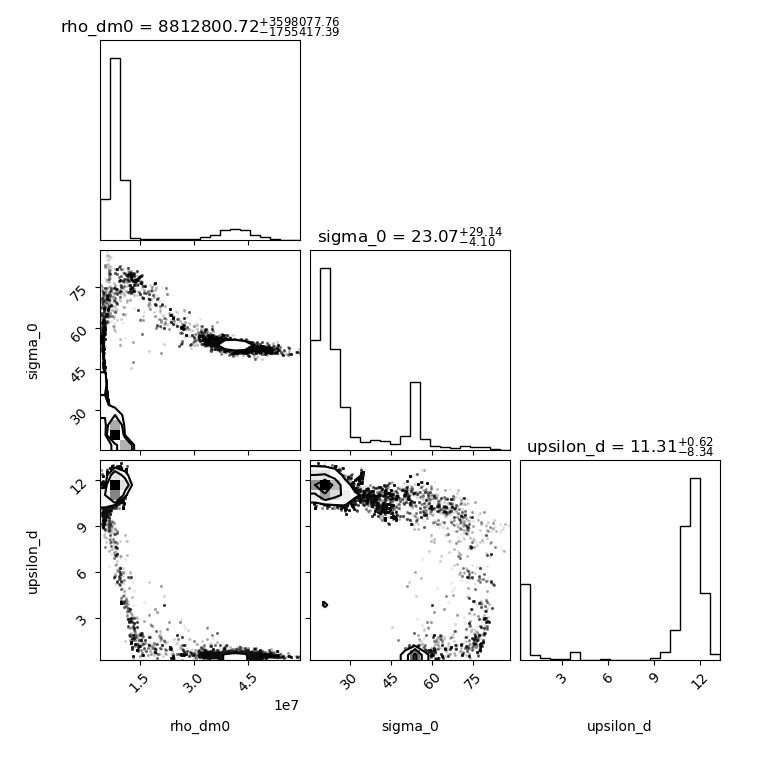 rho_dm0 = 8812800.72+3598077.76
−1755417.39
sigma_0 = 23.07+29.14
−4.10
75
60
45
30
sigma_0
upsilon_d = 11.31+0.62
−8.34
12
9
6
3
upsilon_d
1.5 3.0 4.5
1e7
rho_dm0
30 45 60 75
sigma_0
3 6 9 12
upsilon_d